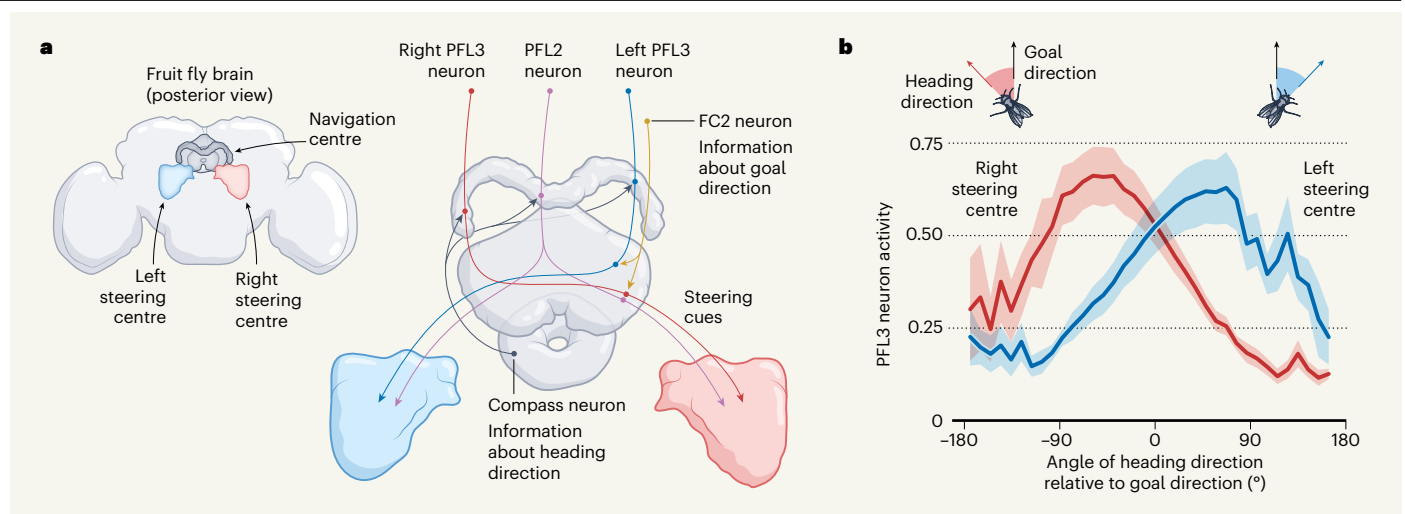 a
Fruit fly brain
(posterior view)
Navigation
centre
Left
steering
centre
Right
steering
centre
Right PFL3
neuron
PFL2
neuron
Left PFL3
neuron
FC2 neuron
Information
about goal
direction
Steering
cues
Compass neuron
Information
about heading
direction
b
Goal
direction
Heading
direction
Right
steering
centre
Left
steering
centre
PFL3 neuron activity
0.75
0.50
0.25
0
–180
–90
0
90
180
Angle of heading direction
relative to goal direction (°)